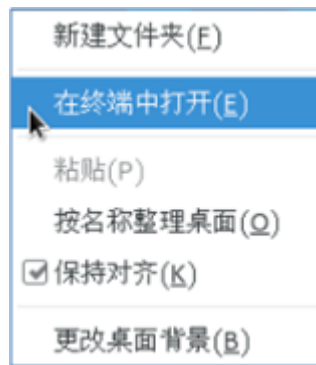 新建文件夹(F)
在终端中打开(E)
粘贴(P)
按名称整理桌面(O)
保持对齐(K)
更改桌面背景(B)